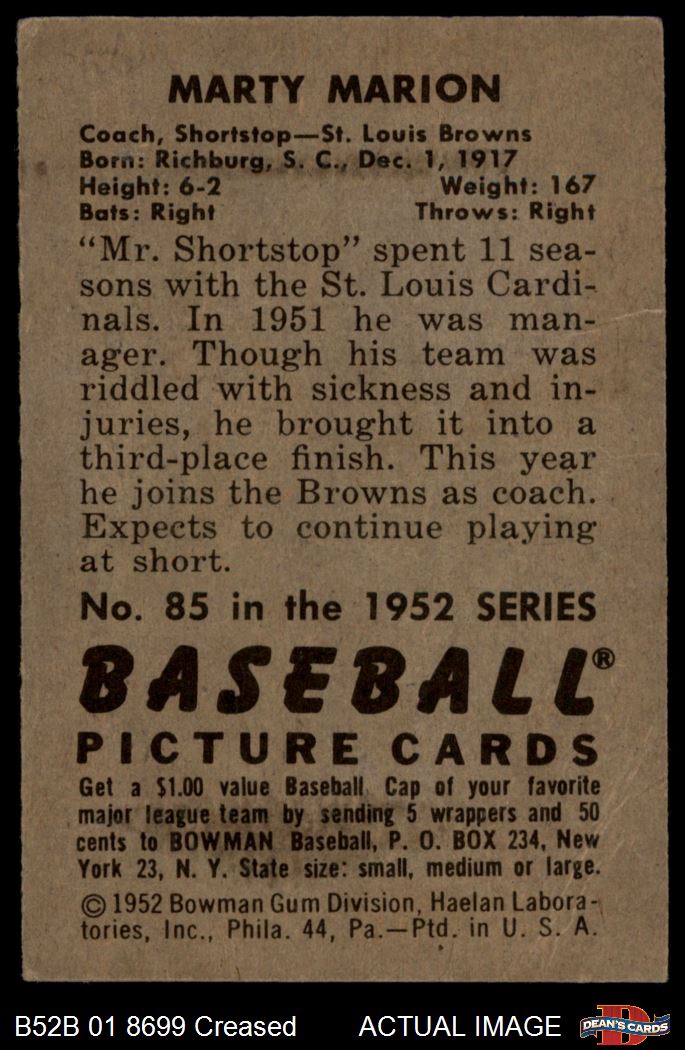 MARTY MARION
Coach, Shortstop—St. Louis Browns
Born: Richburg, S. C., Dec. 1, 1917
Height: 6-2 Weight: 167
Bats: Right Throws: Right
“Mr. Shortstop” spent 11 sea-
sons with the St. Louis Cardi-
nals. In 1951 he was man-
ager. Though his team was
riddled with sickness and in-
juries, he brought it into a
third-place finish. This year
he joins the Browns as coach.
Expects to continue playing
at short.
No. 85 in the 1952 SERIES
BASEBALL®
PICTURE CARDS
Get a $1.00 value Baseball Cap of your favorite
major league team by sending 5 wrappers and 50
cents to BOWMAN Baseball, P. O. BOX 234, New
York 23, N. Y. State size: small, medium or large.
©1952 Bowman Gum Division, Haelan Labora-
tories, Inc., Phila. 44, Pa.—Ptd. in U. S. A.
B52B 01 8699 Creased ACTUAL IMAGE
DEAN'S CARDS